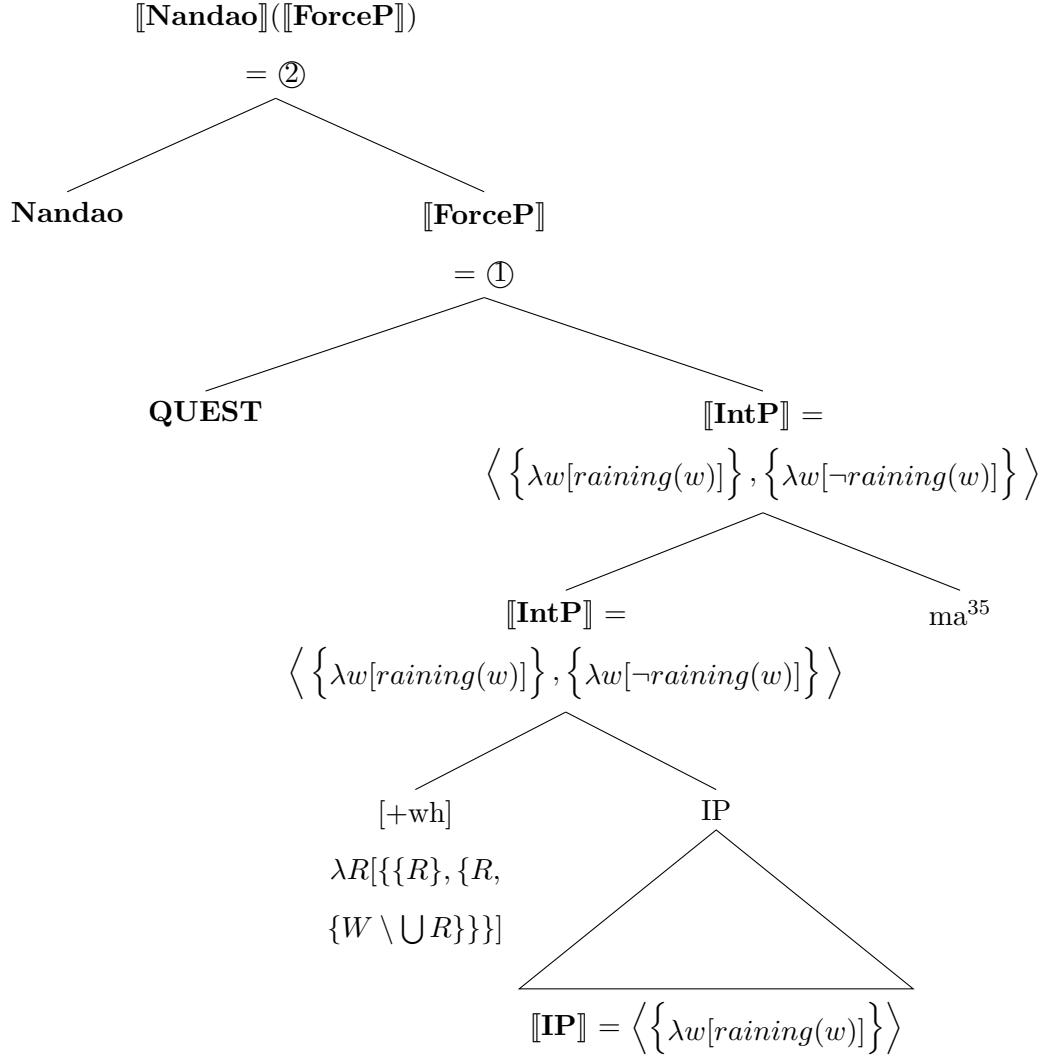 ⟦Nandao⟧(⟦ForceP⟧)
= ②
Nandao
⟦ForceP⟧
= ①
QUEST
⟦IntP⟧ =
⟨ {λw[raining(w)]} , {λw[¬raining(w)]} ⟩
⟦IntP⟧ =
ma³⁵
⟨ {λw[raining(w)]} , {λw[¬raining(w)]} ⟩
[+wh]
IP
λR[{{R}, {R,
{W \ ⋃ R}}}]
⟦IP⟧ = ⟨{λw[raining(w)]}⟩